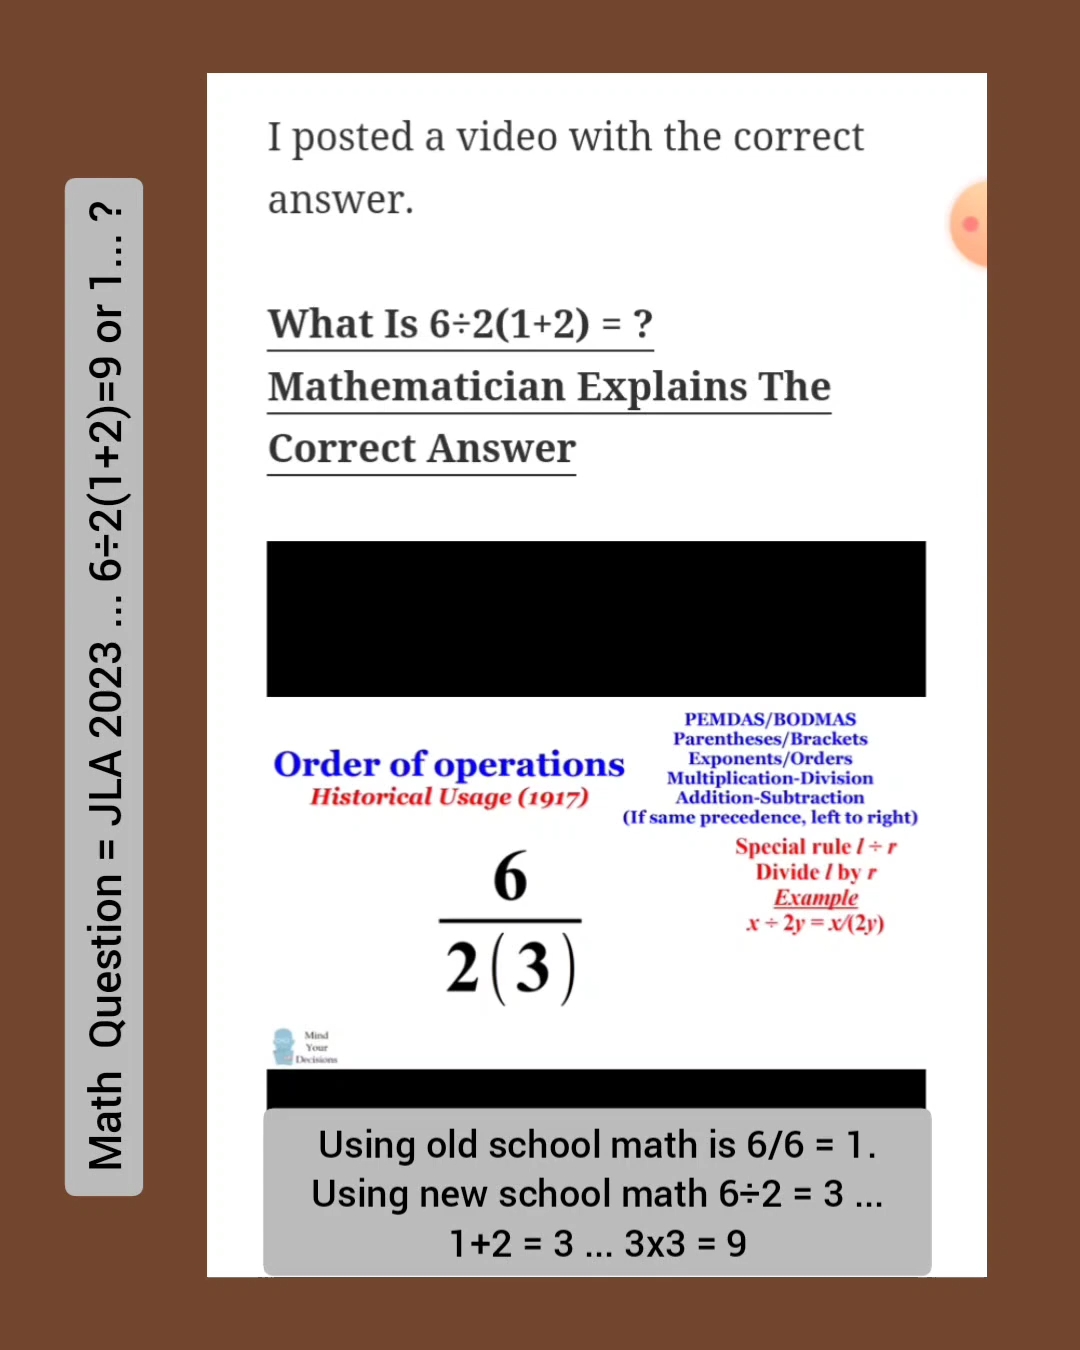 Math Question = JLA 2023 ... 6÷2(1+2)=9 or 1... ?
I posted a video with the correct
answer.
What Is 6÷2(1+2) = ?
Mathematician Explains The
Correct Answer
Order of operations
Historical Usage (1917)
PEMDAS/BODMAS
Parentheses/Brackets
Exponents/Orders
Multiplication-Division
Addition-Subtraction
(If same precedence, left to right)
Special rule l ÷ r
Divide l by r
Example
x ÷ 2y = x/(2y)
6
2(3)
Mind
Your
Decisions
Using old school math is 6/6 = 1.
Using new school math 6÷2 = 3 ...
1+2 = 3 ... 3x3 = 9